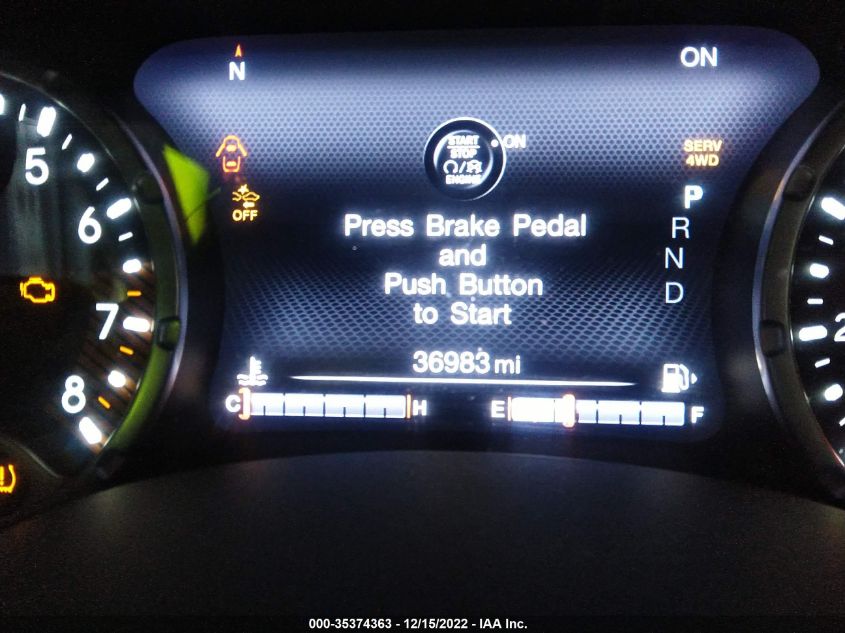 N
ON
5
START
STOP
ENGINE
ON
SERV
4WD
OFF
P
6
Press Brake Pedal
R
and
N
Push Button
D
7
to Start
2
36983 mi
8
C H
E F
000-35374363 - 12/15/2022 - IAA Inc.